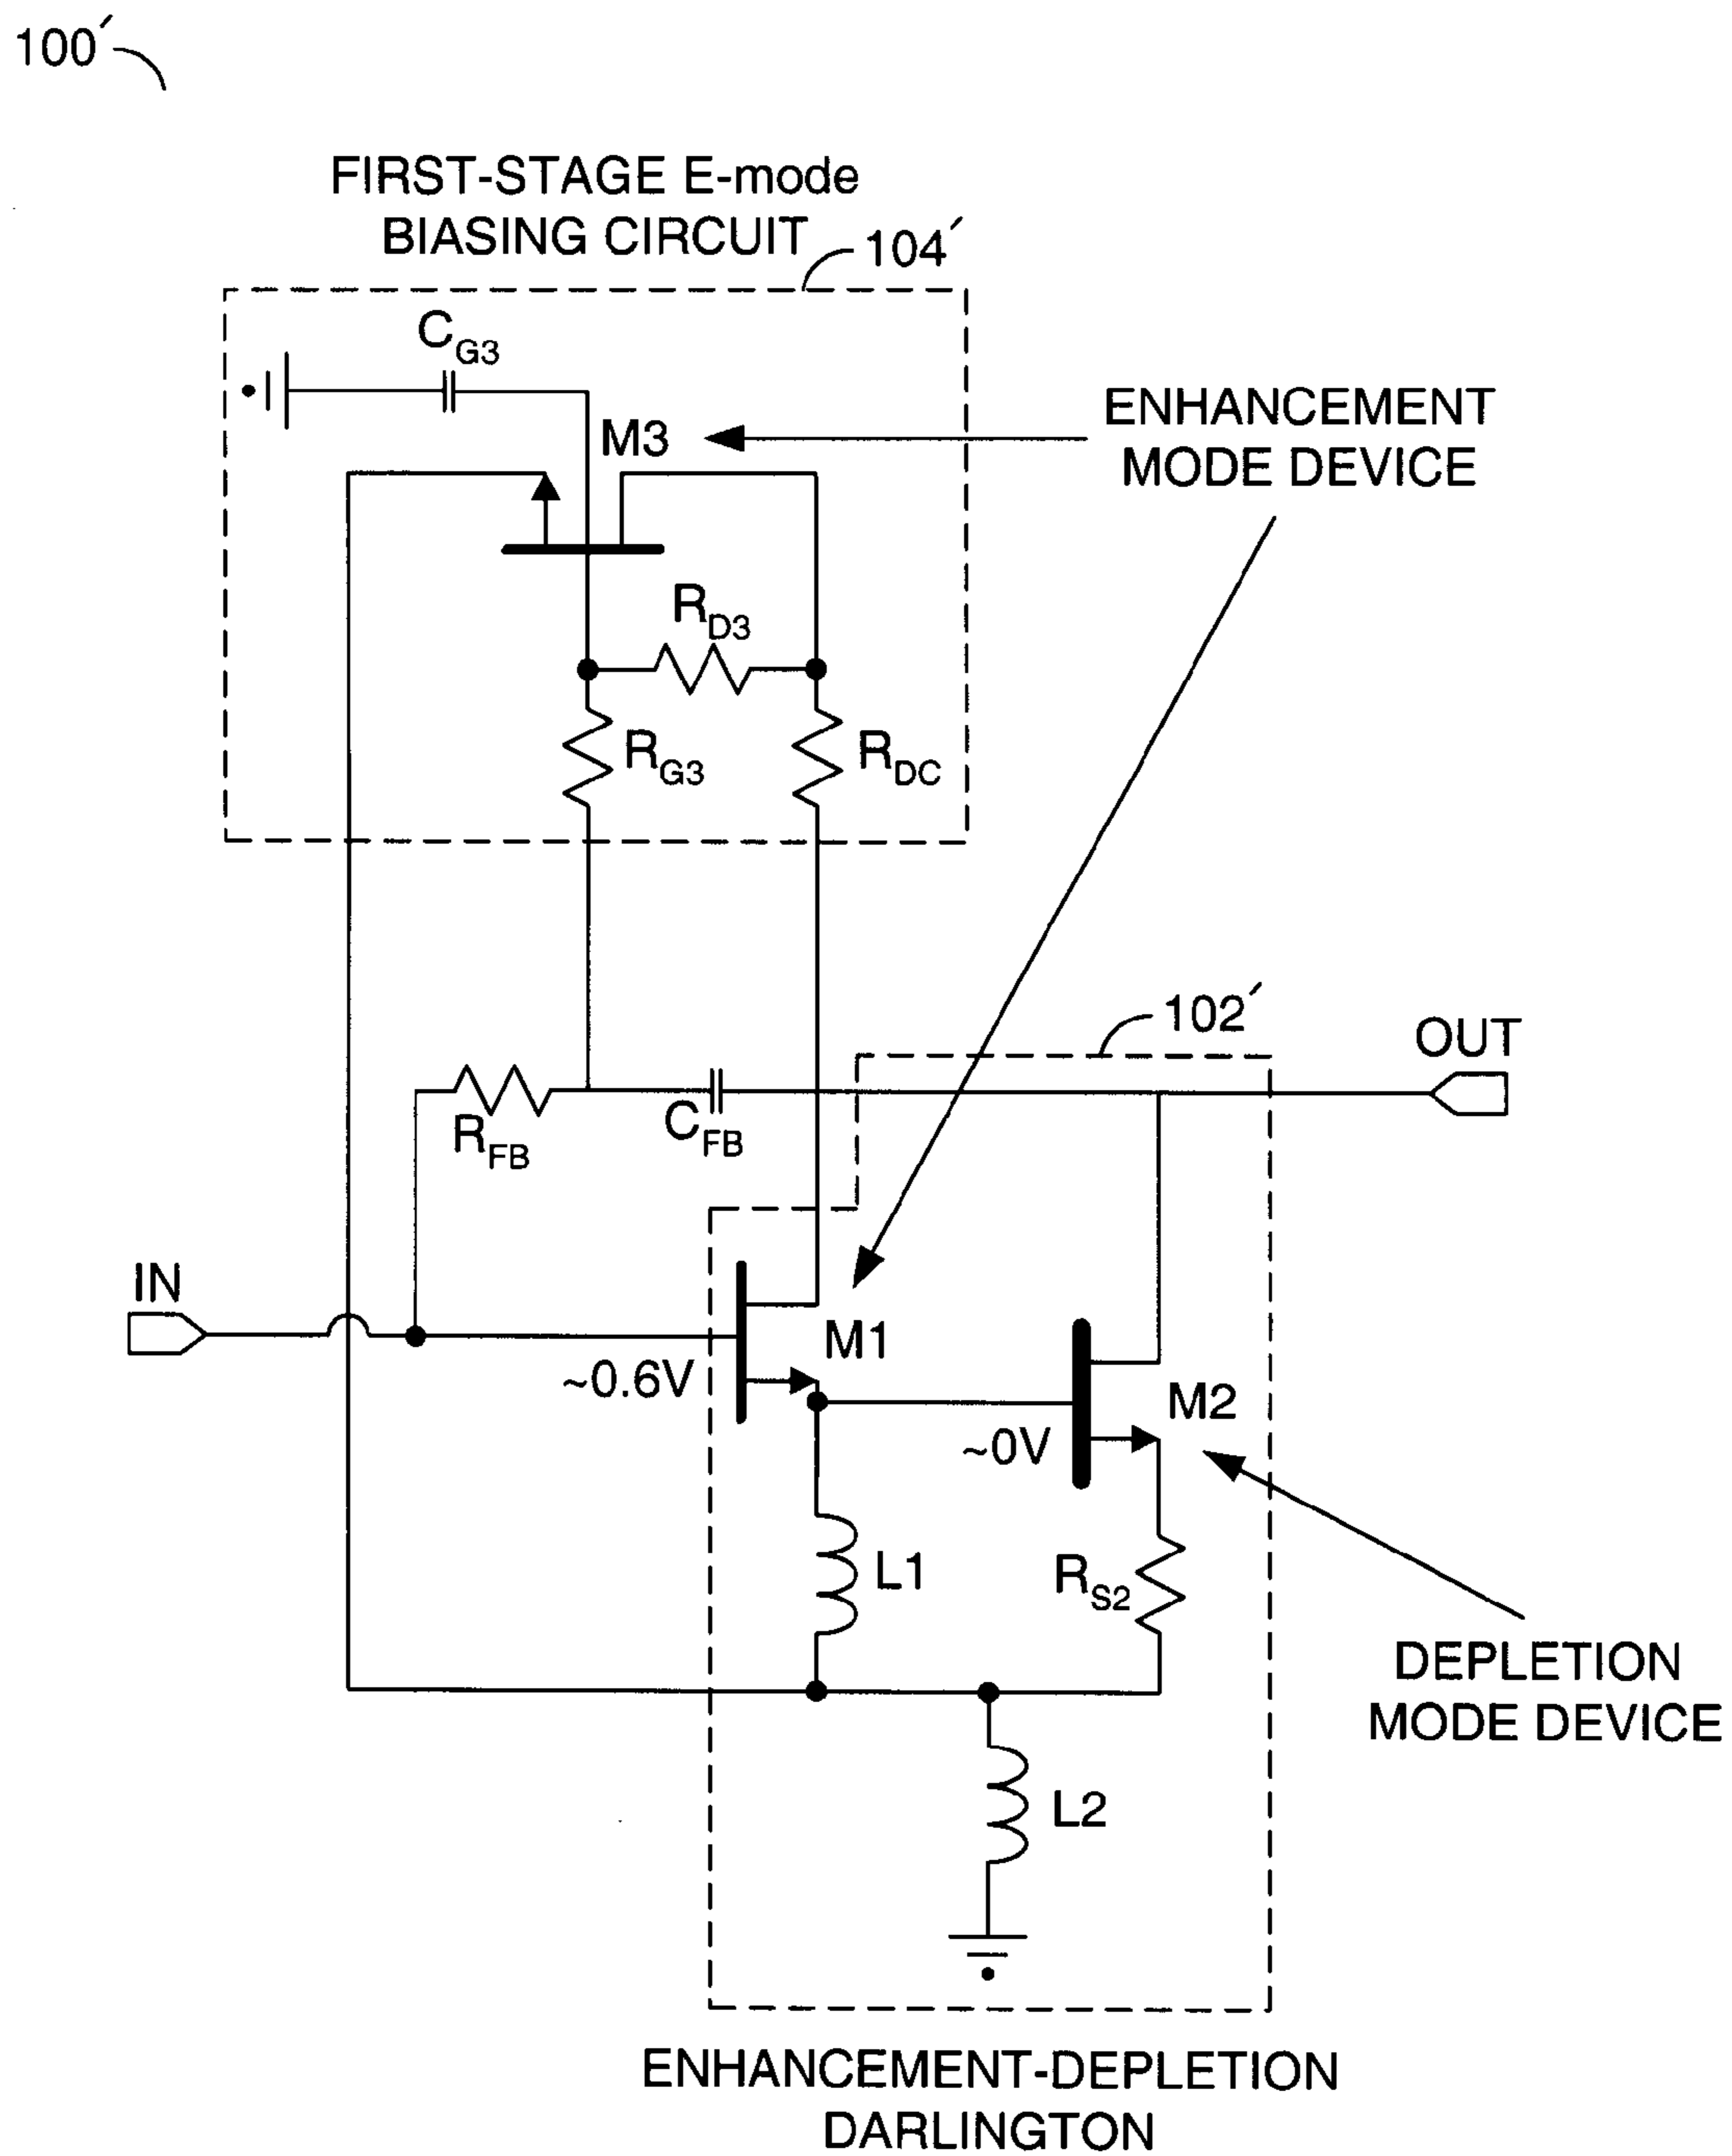 100′
FIRST-STAGE E-mode
BIASING CIRCUIT
104′
CG3
M3
ENHANCEMENT
MODE DEVICE
RD3
RG3
RDC
102′
OUT
RFB
CFB
IN
M1
~0.6V
M2
~0V
L1
RS2
DEPLETION
MODE DEVICE
L2
ENHANCEMENT-DEPLETION
DARLINGTON